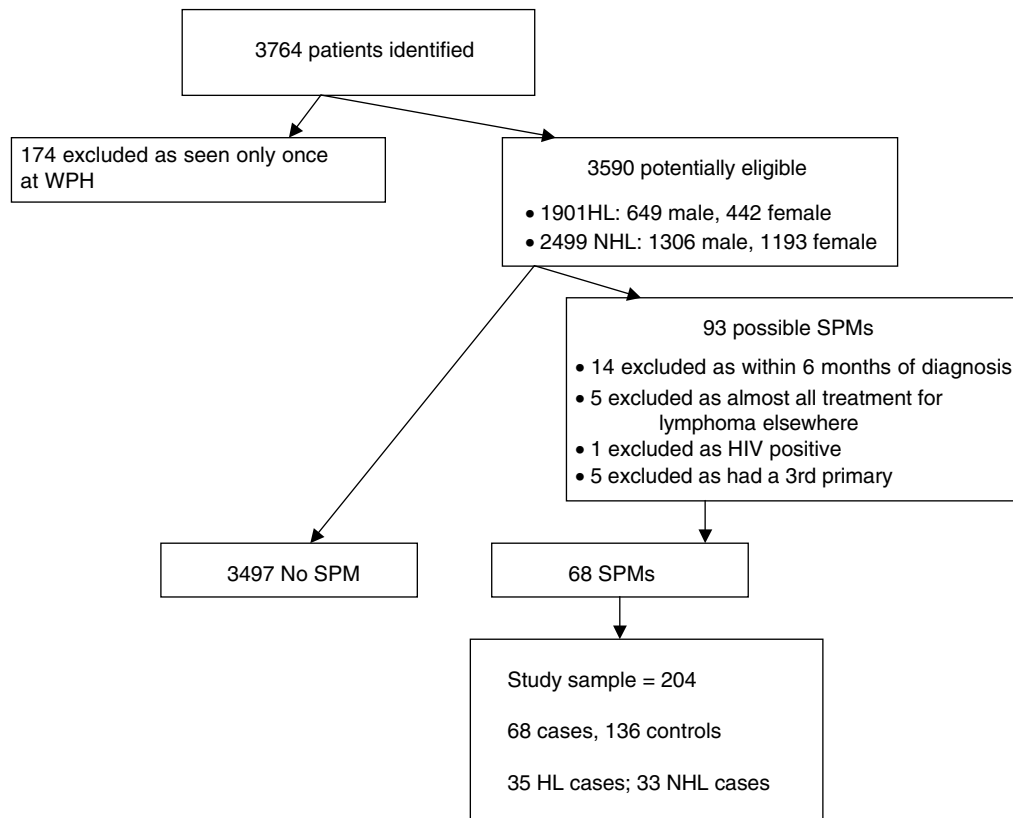 3764 patients identified
174 excluded as seen only once
at WPH
3590 potentially eligible
• 1901HL: 649 male, 442 female
• 2499 NHL: 1306 male, 1193 female
93 possible SPMs
• 14 excluded as within 6 months of diagnosis
• 5 excluded as almost all treatment for
lymphoma elsewhere
• 1 excluded as HIV positive
• 5 excluded as had a 3rd primary
3497 No SPM
68 SPMs
Study sample = 204
68 cases, 136 controls
35 HL cases; 33 NHL cases